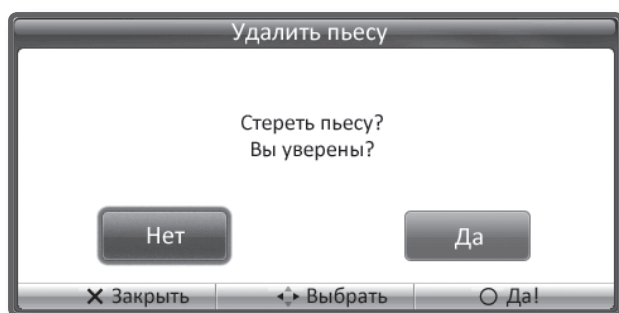 Удалить пьесу
Стереть пьесу?
Вы уверены?
Нет Да
Закрыть Выбрать Да!